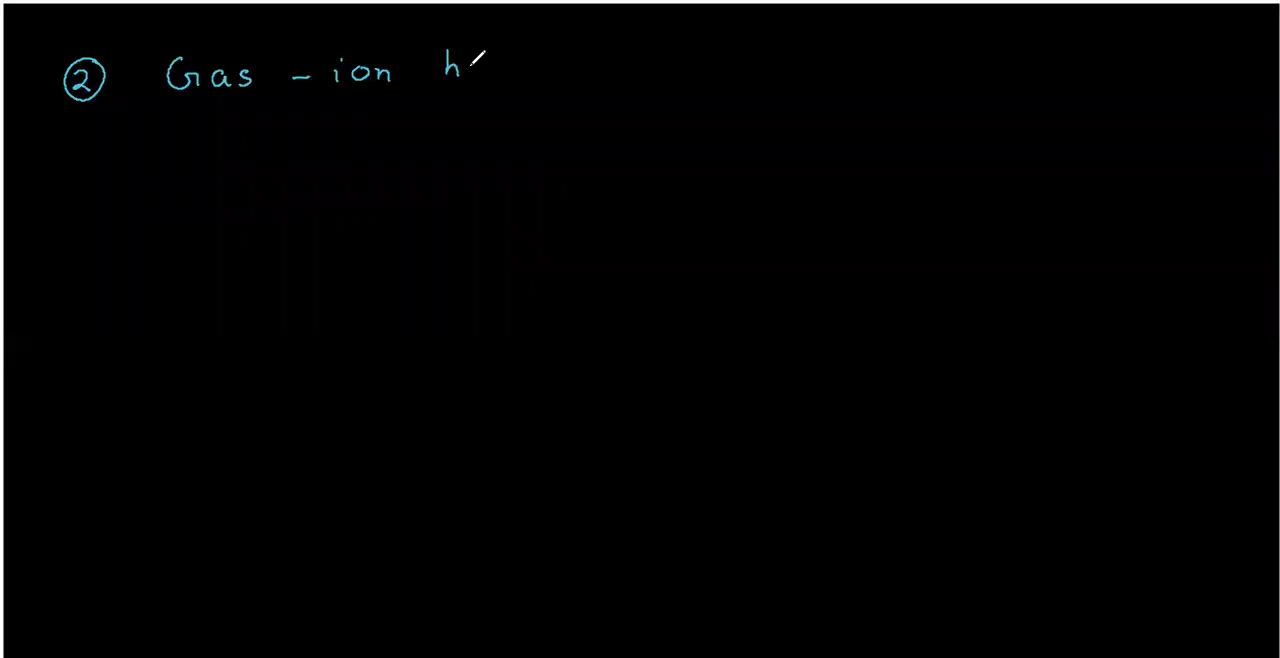 ② Gas - ion h